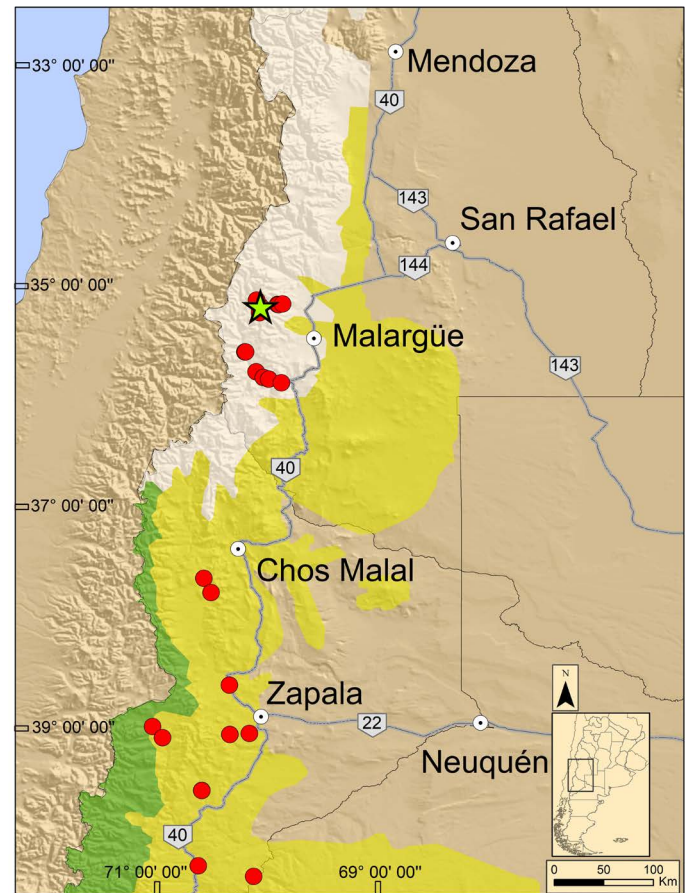 33° 00' 00"
Mendoza
40
143
San Rafael
144
35° 00' 00"
Malargüe
143
40
37° 00' 00"
Chos Malal
Zapala
39° 00' 00"
22
Neuquén
N
40
71° 00' 00"
69° 00' 00"
0 50 100
Km